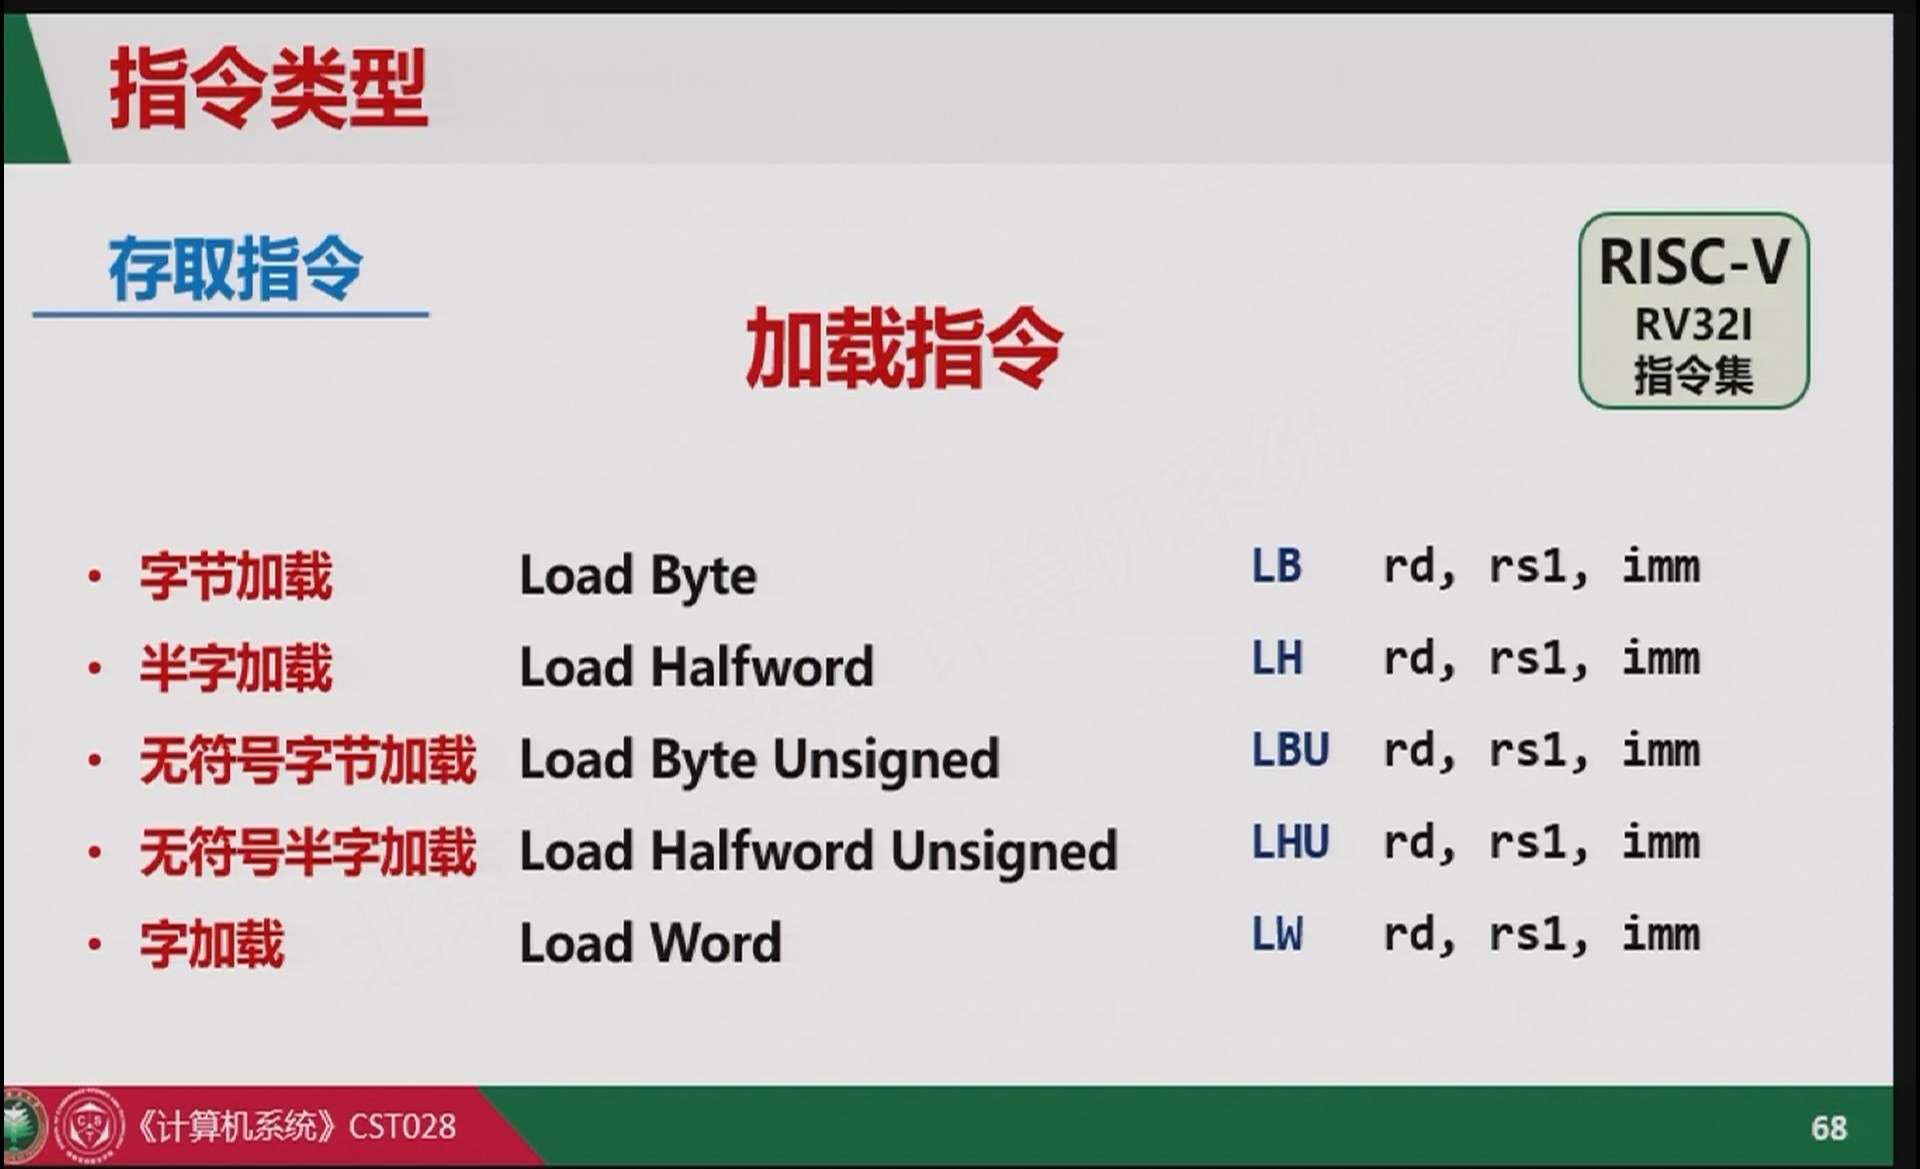 指令类型
存取指令
加载指令
RISC-V
RV32I
指令集
• 字节加载 Load Byte LB rd, rs1, imm
• 半字加载 Load Halfword LH rd, rs1, imm
• 无符号字节加载 Load Byte Unsigned LBU rd, rs1, imm
• 无符号半字加载 Load Halfword Unsigned LHU rd, rs1, imm
• 字加载 Load Word LW rd, rs1, imm
《计算机系统》CST028
68